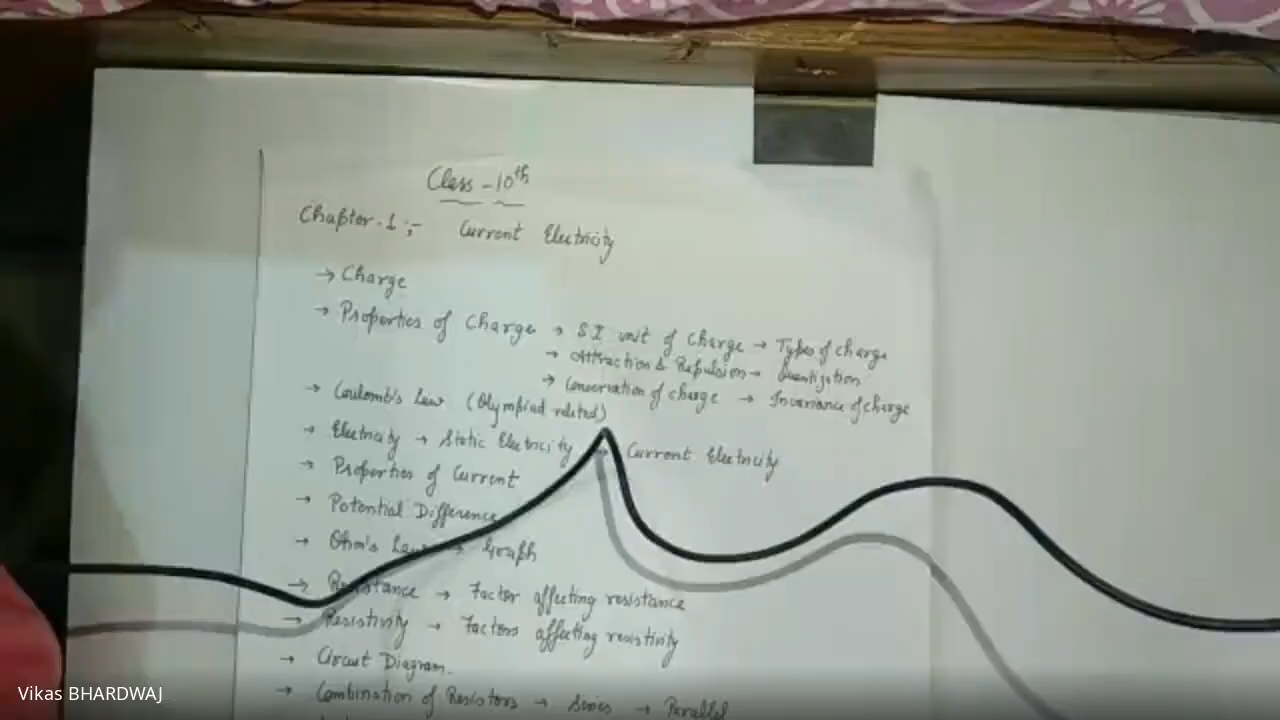 Class - 10th
Chapter-1 :- Current Electricity
→ Charge
→ Properties of Charge → S.I unit of Charge → Types of charge
→ Attraction & Repulsion → Quantization
→ Conservation of charge → Invariance of charge
→ Coulomb's Law (Olympiad related)
→ Electricity → Static Electricity → Current Electricity
→ Properties of Current
→ Potential Difference
→ Ohm's Law → Graph
→ Resistance → Factor affecting resistance
→ Resistivity → Factors affecting resistivity
→ Circuit Diagram.
→ Combination of Resistors → Series → Parallel
Vikas BHARDWAJ